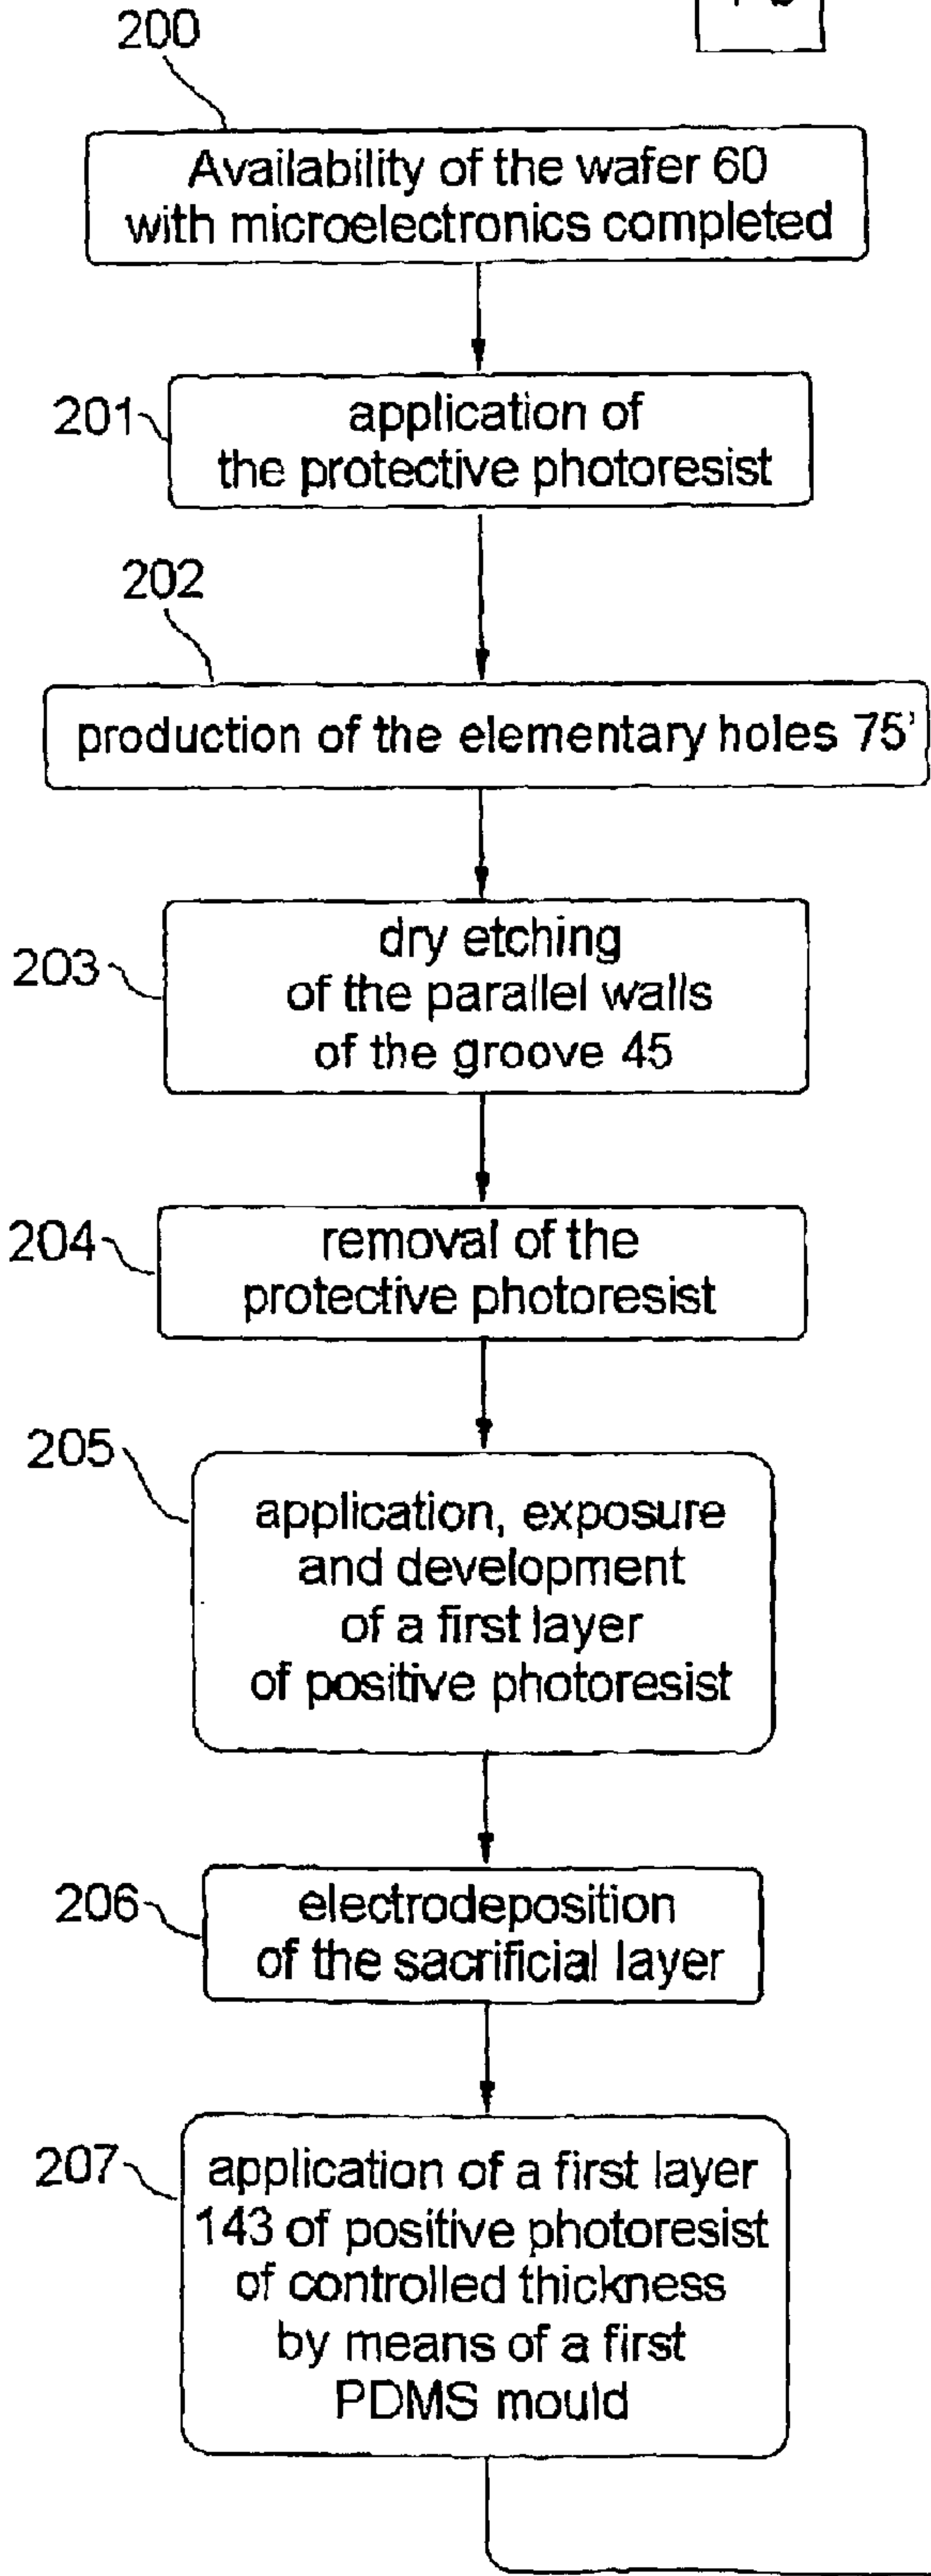 200
Availability of the wafer 60
with microelectronics completed
201
application of
the protective photoresist
202
production of the elementary holes 75'
203
dry etching
of the parallel walls
of the groove 45
204
removal of the
protective photoresist
205
application, exposure
and development
of a first layer
of positive photoresist
206
electrodeposition
of the sacrificial layer
207
application of a first layer
143 of positive photoresist
of controlled thickness
by means of a first
PDMS mould